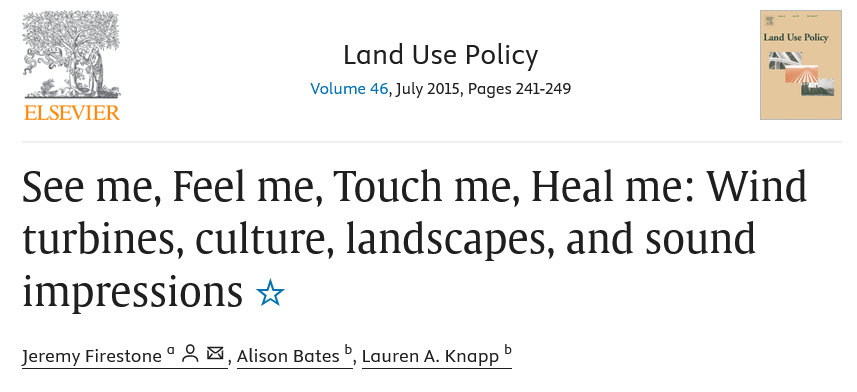 ELSEVIER
Land Use Policy
Volume 46, July 2015, Pages 241-249
Land Use Policy
See me, Feel me, Touch me, Heal me: Wind
turbines, culture, landscapes, and sound
impressions ☆
Jeremy Firestone a, Alison Bates b, Lauren A. Knapp b